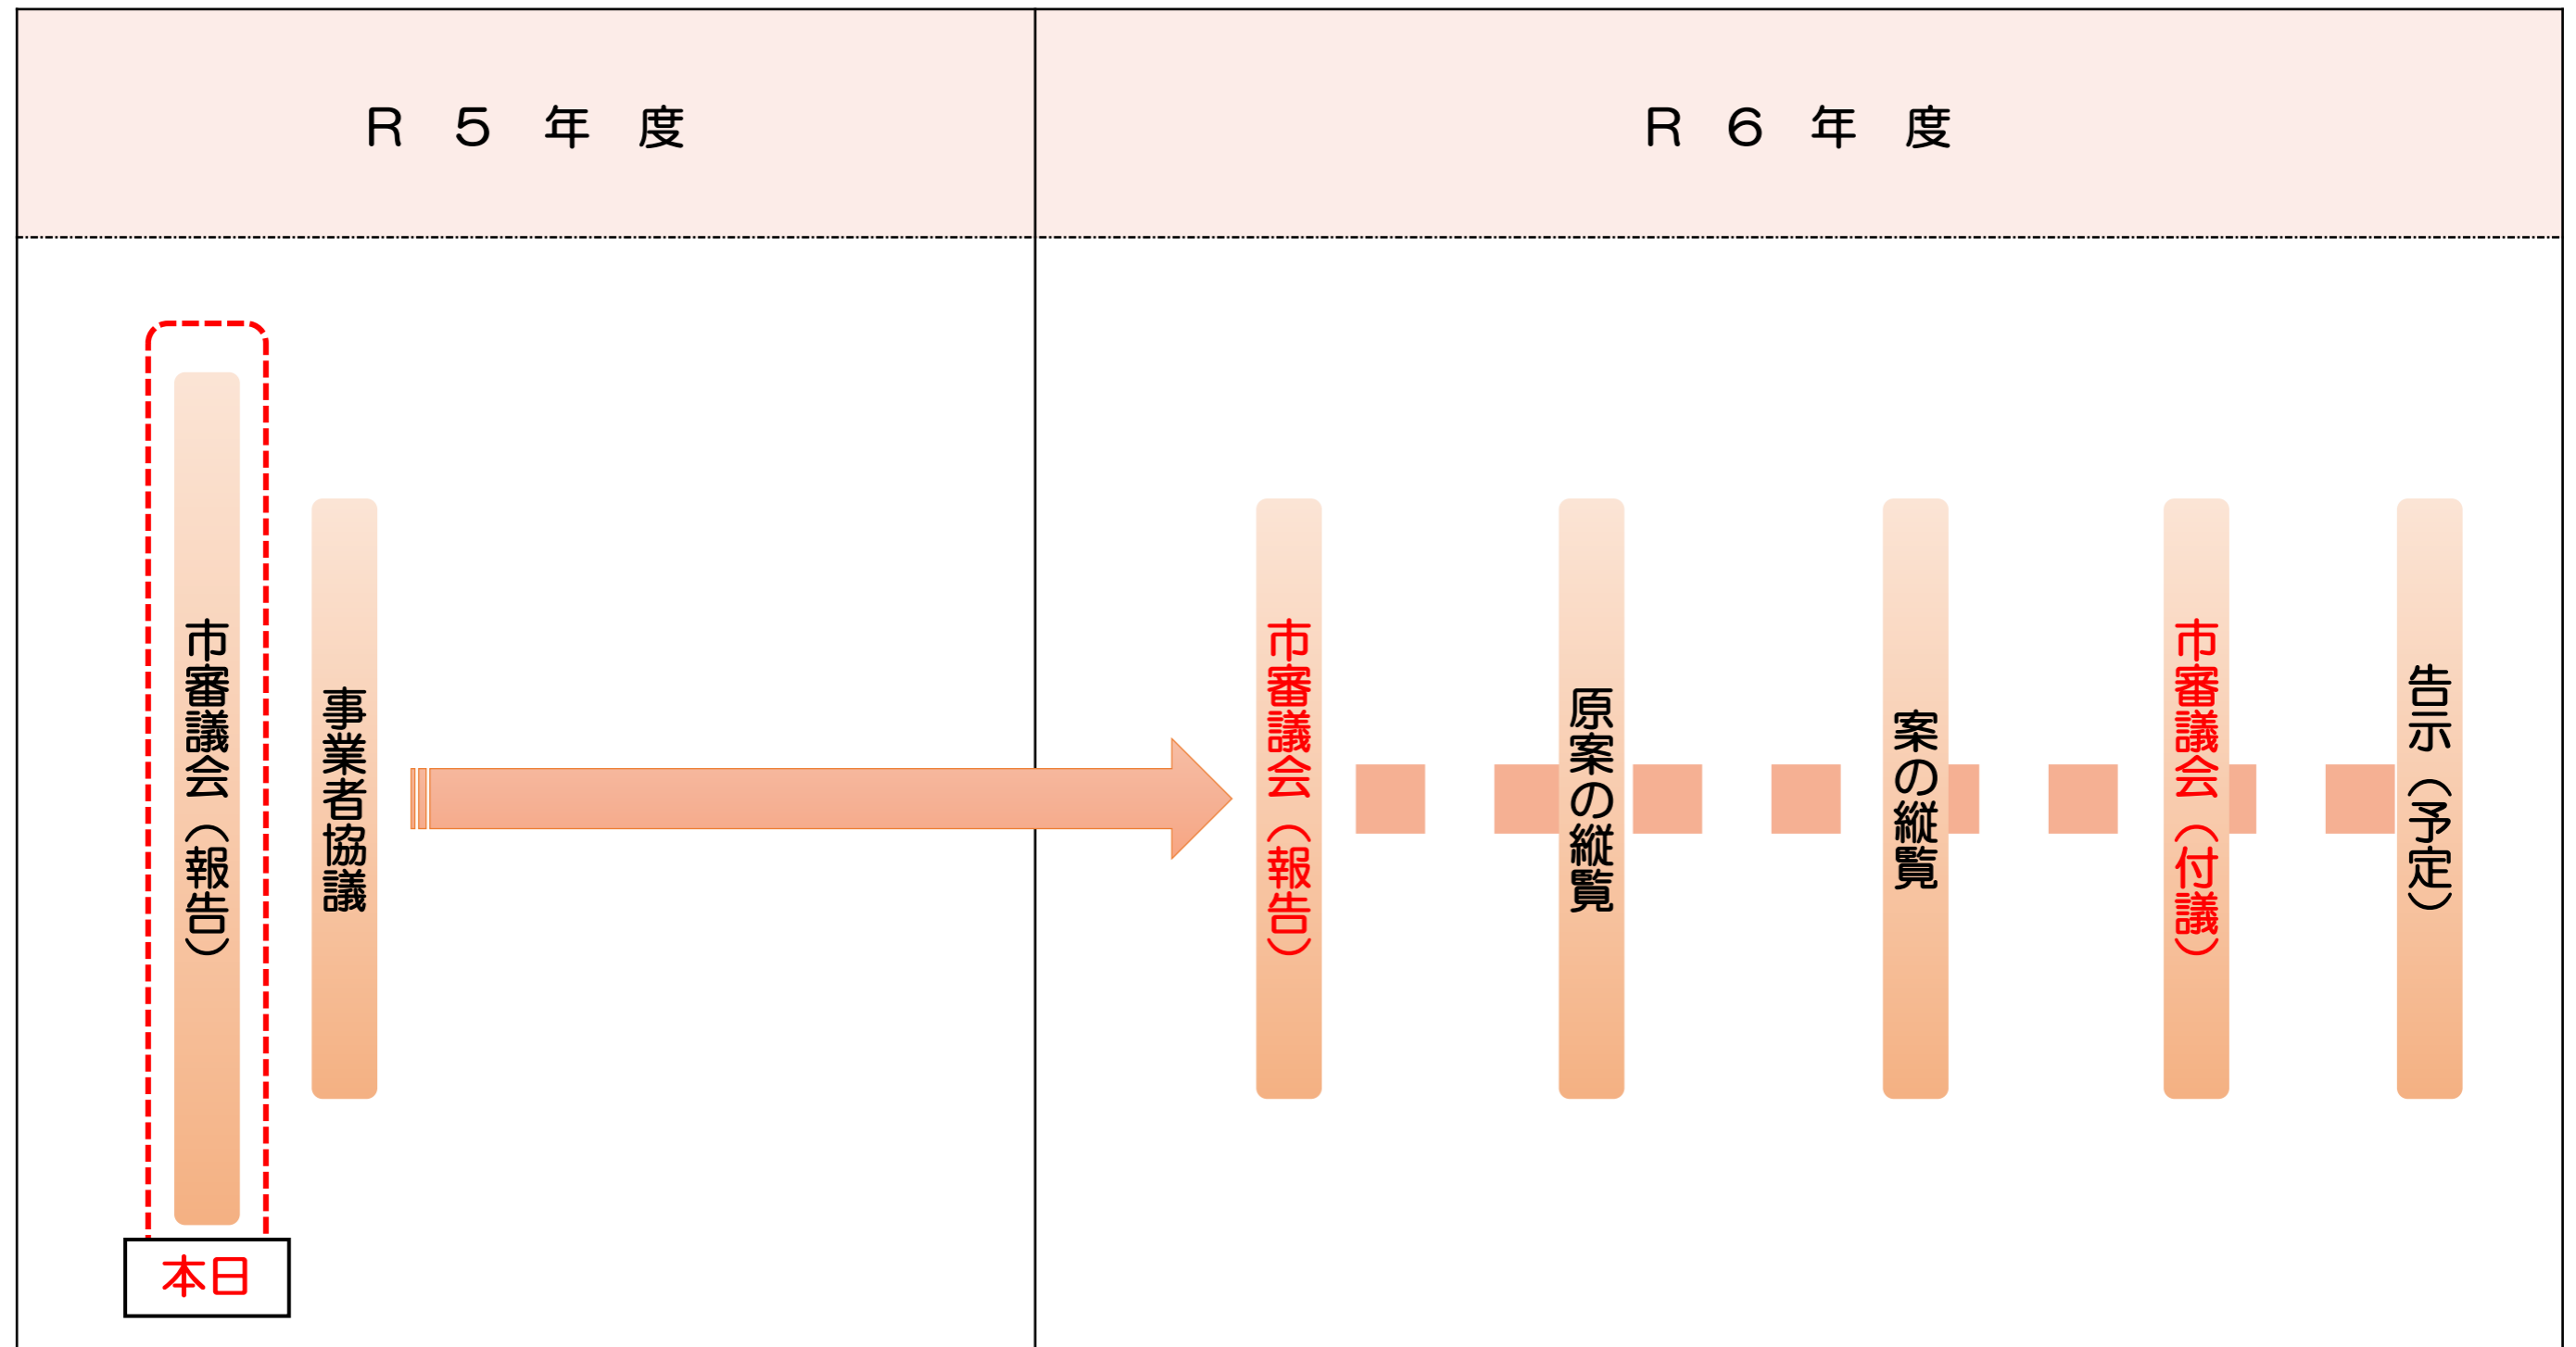 R 5 年 度
R 6 年 度
市審議会（報告）
事業者協議
市審議会（報告）
原案の縦覧
案の縦覧
市審議会（付議）
告示（予定）
本日